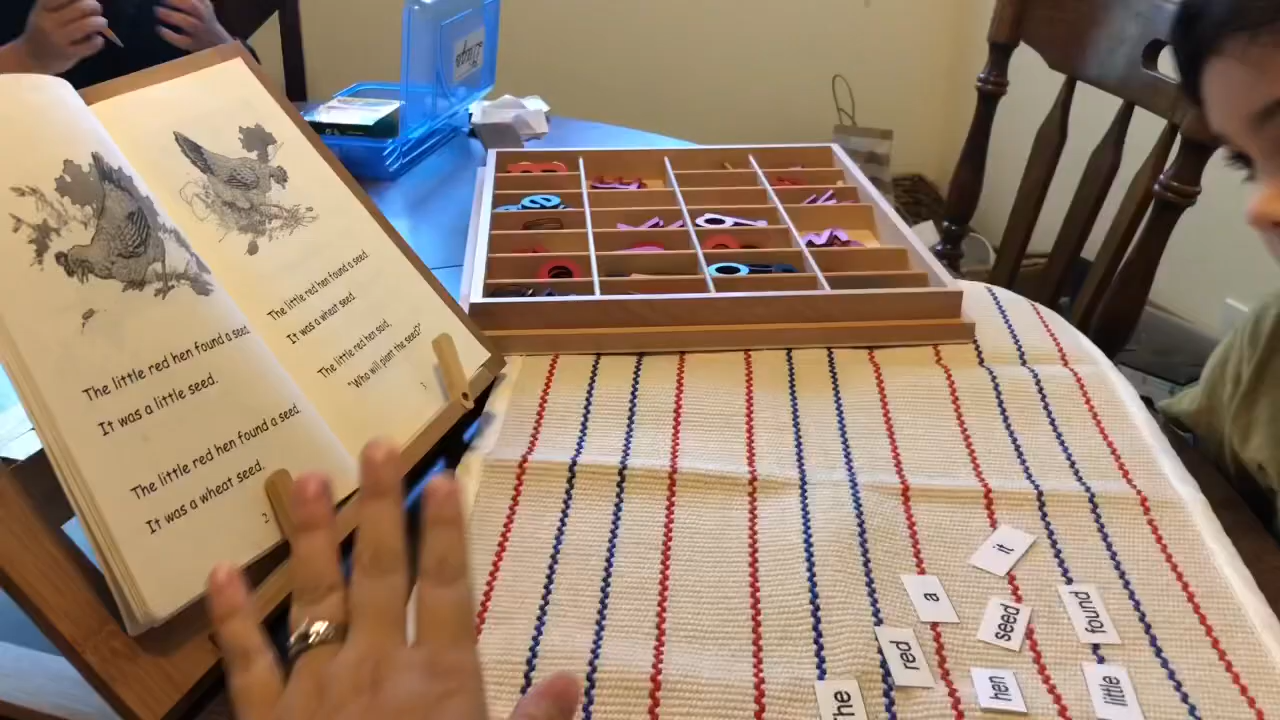 The little red hen found a seed.
It was a little seed.
The little red hen found a seed.
It was a wheat seed.
2
The little red hen found a seed.
It was a wheat seed.
The little red hen said,
"Who will plant the seed?"
3
it
a
seed
found
red
hen
little
The